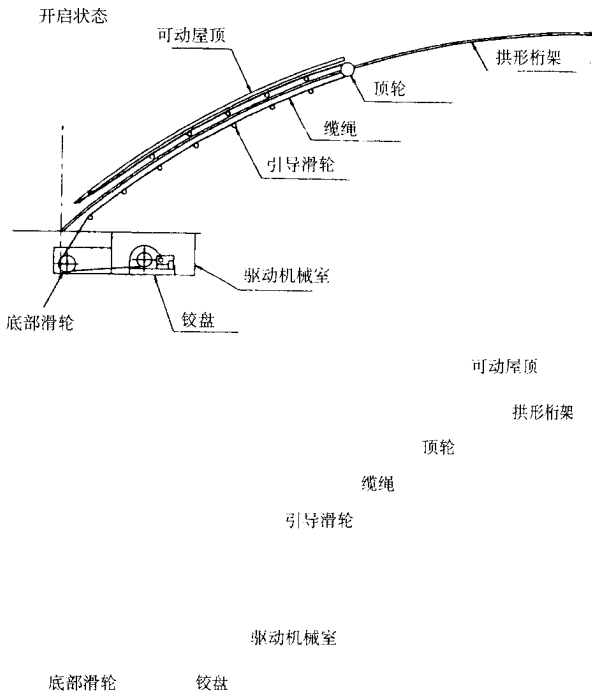 开启状态
可动屋顶
拱形桁架
顶轮
缆绳
引导滑轮
驱动机械室
底部滑轮
铰盘
可动屋顶
拱形桁架
顶轮
缆绳
引导滑轮
驱动机械室
底部滑轮 铰盘